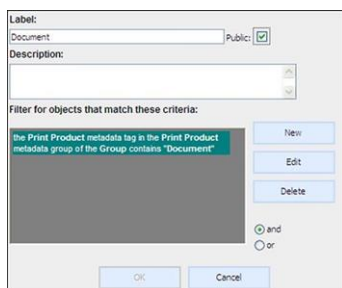 Label:
Document Public:
Description:
Filter for objects that match these criteria:
the Print Product metadata tag in the Print Product
metadata group of the Group contains "Document"
New
Edit
Delete
and
or
OK Cancel